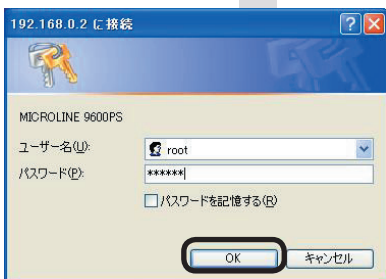 192.168.0.2 に接続
MICROLINE 9600PS
ユーザー名(U):
root
パスワード(P):
******
パスワードを記憶する(R)
OK
キャンセル